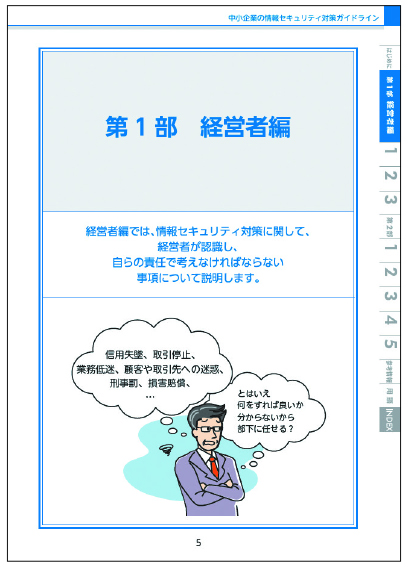 中小企業の情報セキュリティ対策ガイドライン
はじめに
第1部 経営者編
1
2
3
第2部
1
2
3
4
5
参考情報
用語
INDEX
第1部 経営者編
経営者編では、情報セキュリティ対策に関して、
経営者が認識し、
自らの責任で考えなければならない
事項について説明します。
信用失墜、取引停止、
業務低迷、顧客や取引先への迷惑、
刑事罰、損害賠償、
…
とはいえ
何をすれば良いか
分からないから
部下に任せる？
5